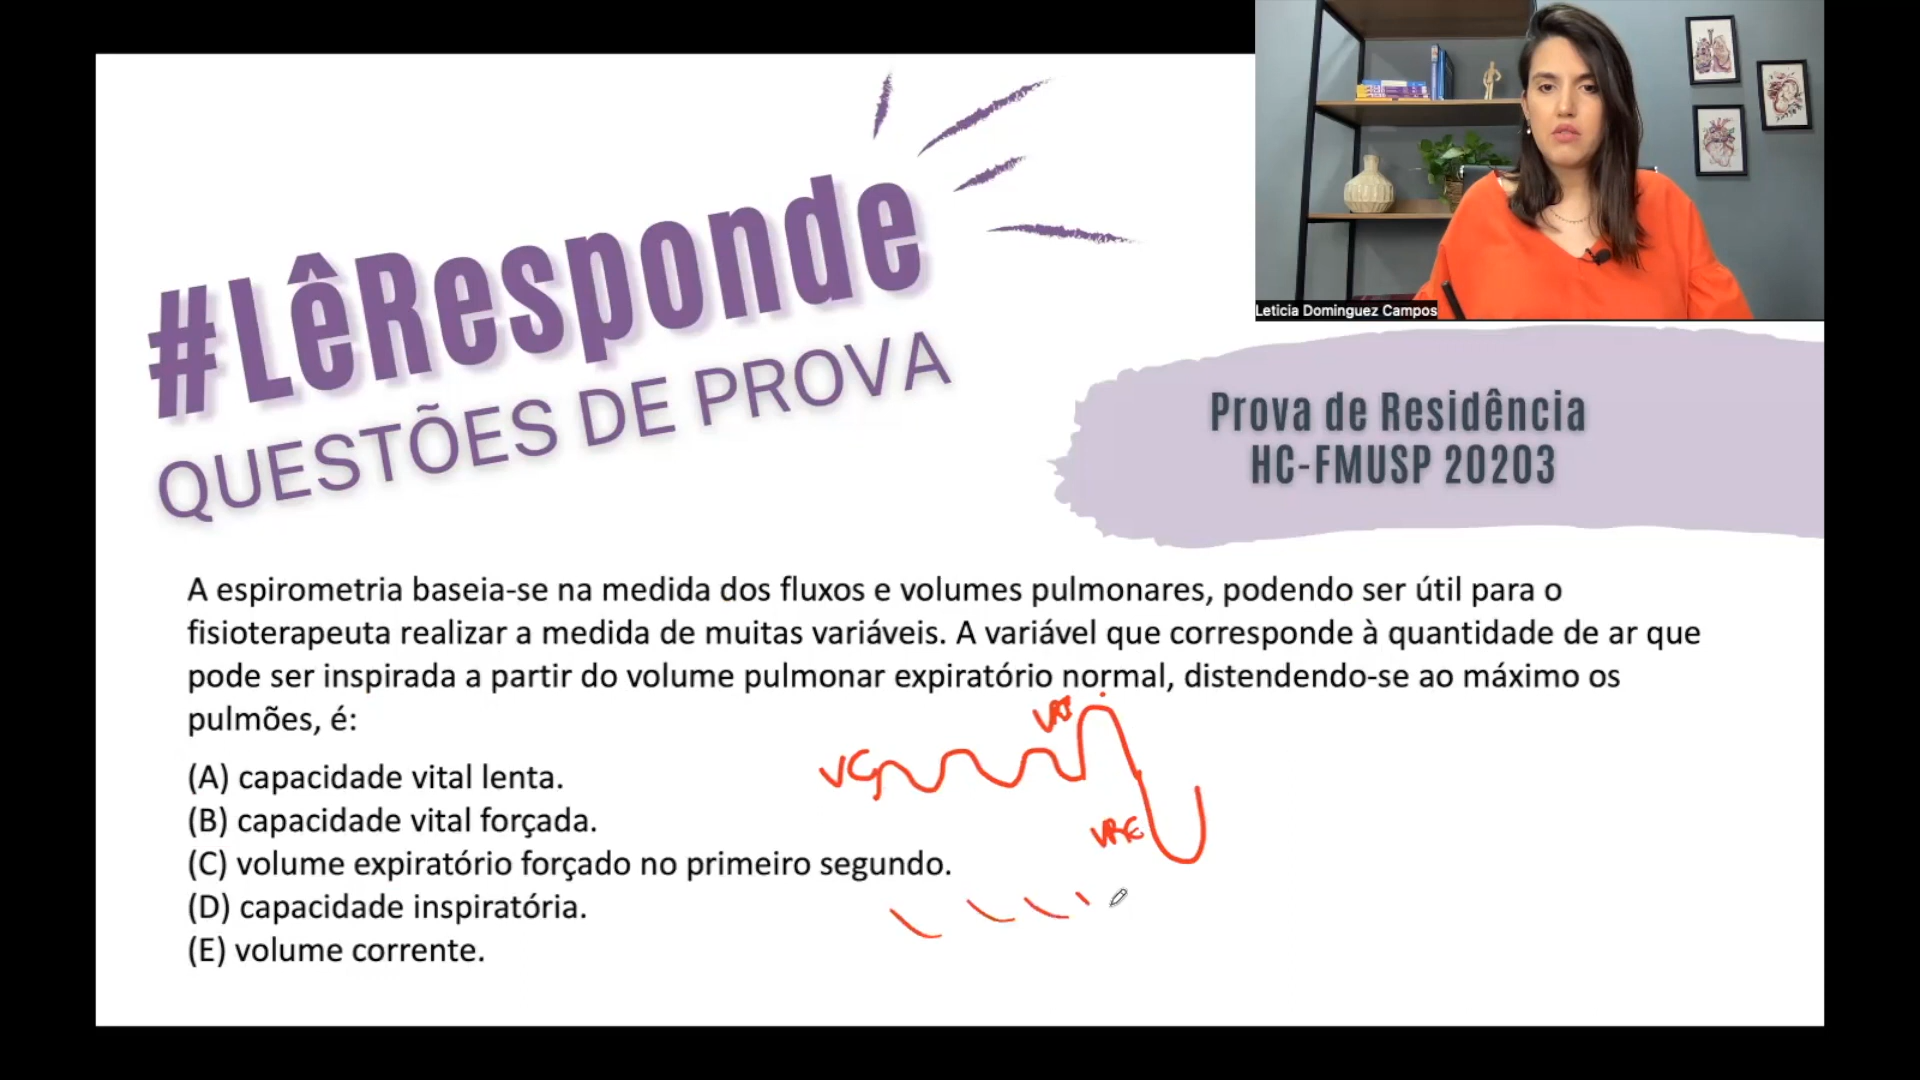 #LêResponde
QUESTÕES DE PROVA
Leticia Dominguez Campos
Prova de Residência
HC-FMUSP 20203
A espirometria baseia-se na medida dos fluxos e volumes pulmonares, podendo ser útil para o
fisioterapeuta realizar a medida de muitas variáveis. A variável que corresponde à quantidade de ar que
pode ser inspirada a partir do volume pulmonar expiratório normal, distendendo-se ao máximo os
pulmões, é:
VRI
VC
VRE
(A) capacidade vital lenta.
(B) capacidade vital forçada.
(C) volume expiratório forçado no primeiro segundo.
(D) capacidade inspiratória.
(E) volume corrente.